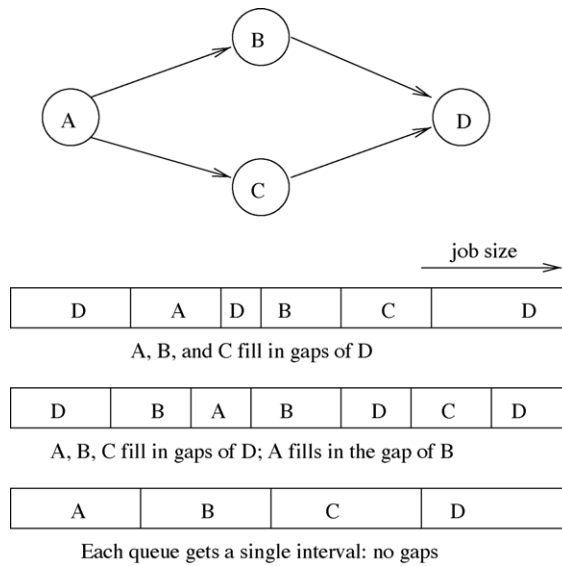 B
A
D
C
job size
D A D B C D
A, B, and C fill in gaps of D
D B A B D C D
A, B, C fill in gaps of D; A fills in the gap of B
A B C D
Each queue gets a single interval: no gaps